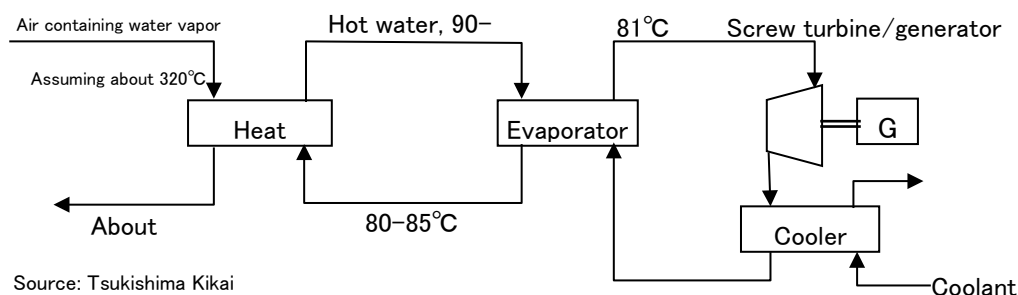 Air containing water vapor
Hot water, 90-
81℃
Screw turbine/generator
Assuming about 320℃
Heat
Evaporator
G
About
80-85℃
Cooler
Source: Tsukishima Kikai
Coolant